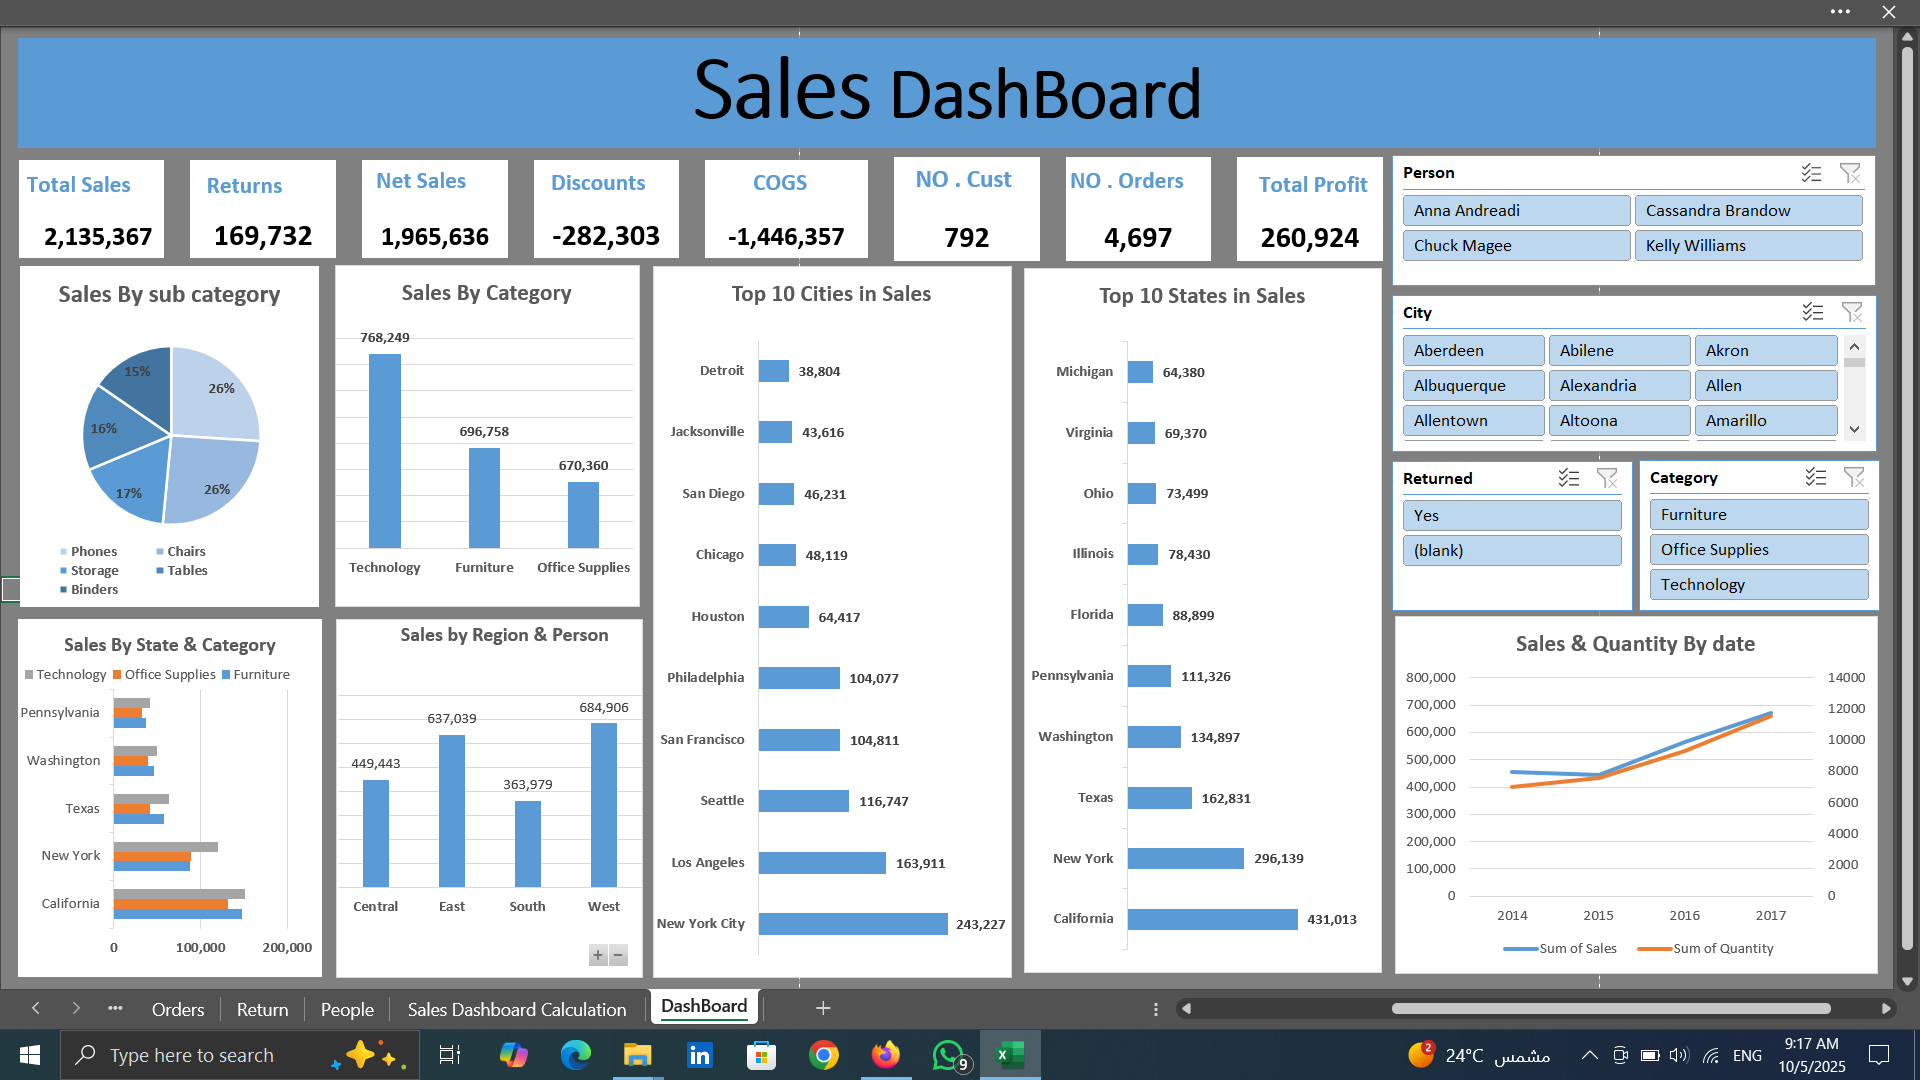 Sales DashBoard
Total Sales
2,135,367
Returns
169,732
Net Sales
1,965,636
Discounts
-282,303
COGS
-1,446,357
NO . Cust
792
NO . Orders
4,697
Total Profit
260,924
Person
Anna Andreadi
Cassandra Brandow
Chuck Magee
Kelly Williams
City
Aberdeen
Abilene
Akron
Albuquerque
Alexandria
Allen
Allentown
Altoona
Amarillo
Returned
Yes
(blank)
Category
Furniture
Office Supplies
Technology
Sales By sub category
15%
26%
16%
17%
26%
Phones
Chairs
Storage
Tables
Binders
Sales By Category
768,249
696,758
670,360
Technology
Furniture
Office Supplies
Top 10 Cities in Sales
Detroit 38,804
Jacksonville 43,616
San Diego 46,231
Chicago 48,119
Houston 64,417
Philadelphia 104,077
San Francisco 104,811
Seattle 116,747
Los Angeles 163,911
New York City 243,227
Top 10 States in Sales
Michigan 64,380
Virginia 69,370
Ohio 73,499
Illinois 78,430
Florida 88,899
Pennsylvania 111,326
Washington 134,897
Texas 162,831
New York 296,139
California 431,013
Sales By State & Category
Technology Office Supplies Furniture
Pennsylvania
Washington
Texas
New York
California
0 100,000 200,000
Sales by Region & Person
449,443
637,039
363,979
684,906
Central East South West
+ −
Sales & Quantity By date
800,000 14000
700,000 12000
600,000 10000
500,000 8000
400,000 6000
300,000 4000
200,000 2000
100,000 0
0
2014 2015 2016 2017
Sum of Sales Sum of Quantity
Orders
Return
People
Sales Dashboard Calculation
DashBoard
Type here to search
9
2
24°C مشمس
ENG
9:17 AM
10/5/2025